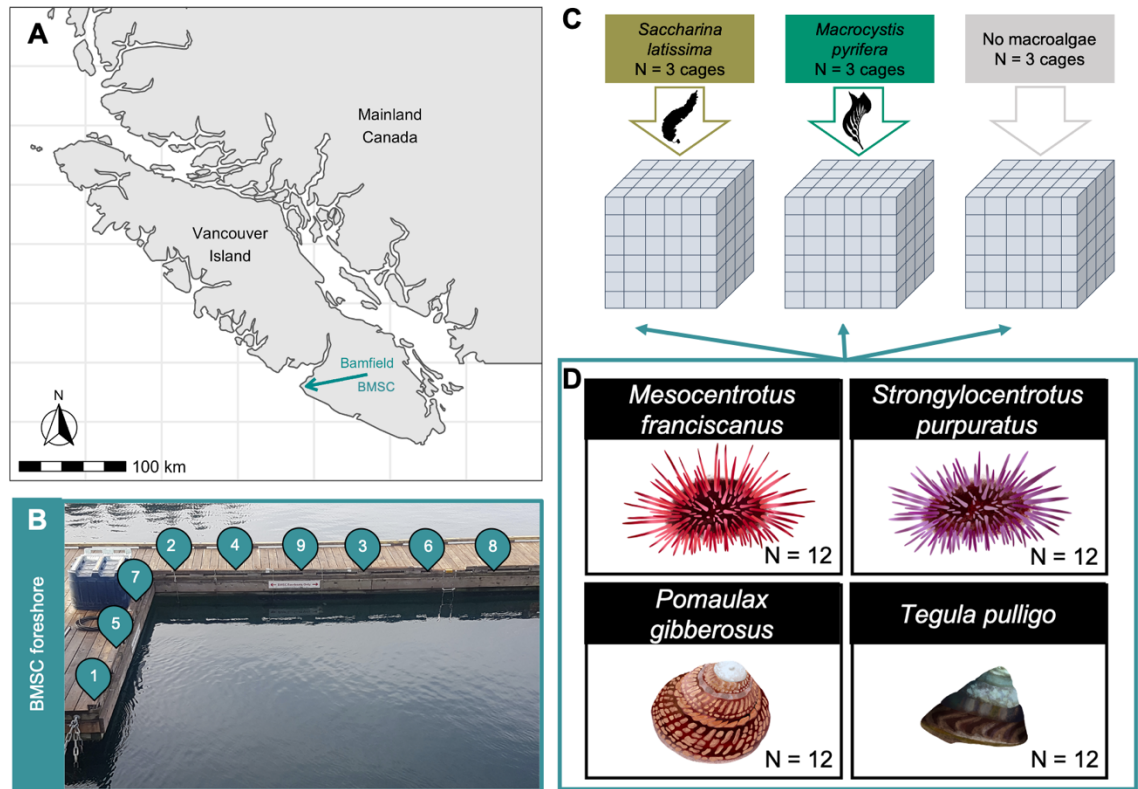 A
Mainland
Canada
Vancouver
Island
Bamfield
BMSC
N
100 km
B
BMSC foreshore
1
5
7
2
4
9
3
6
8
C
Saccharina
latissima
N = 3 cages
Macrocystis
pyrifera
N = 3 cages
No macroalgae
N = 3 cages
D
Mesocentrotus
franciscanus
N = 12
Strongylocentrotus
purpuratus
N = 12
Pomaulax
gibberosus
N = 12
Tegula pulligo
N = 12